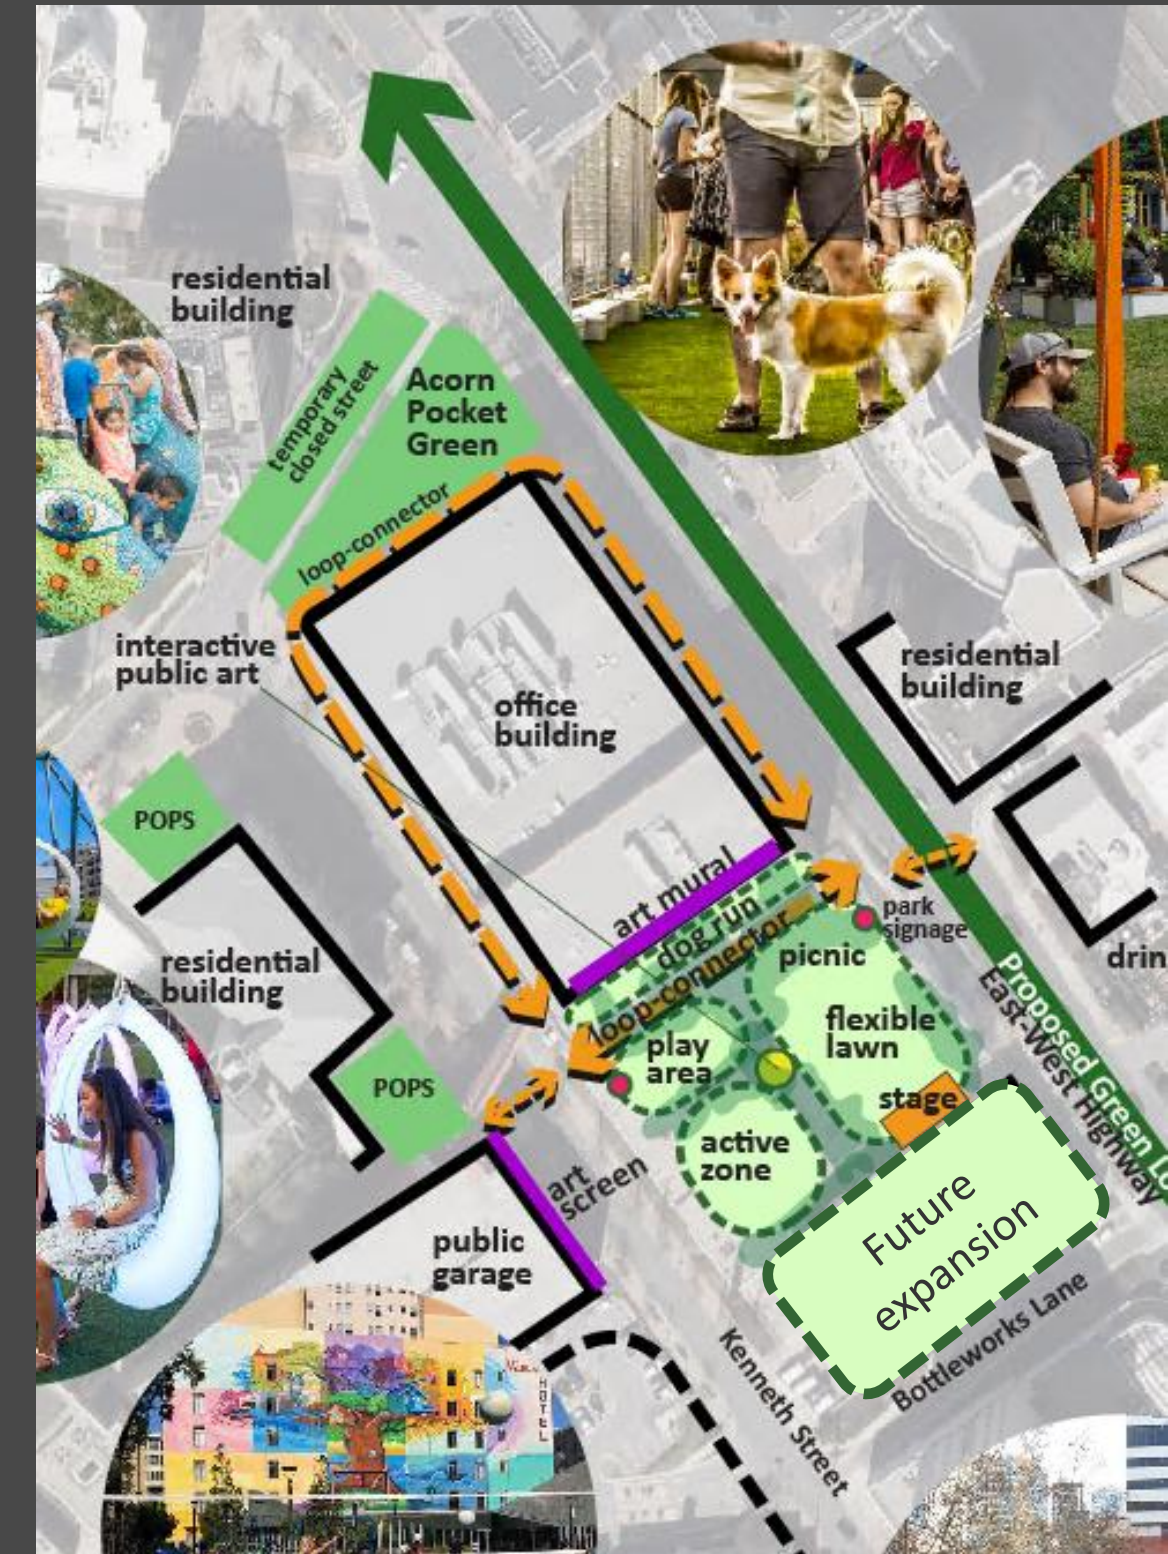 residential
building
temporary
closed street
Acorn
Pocket
Green
loop-connector
interactive
public art
office
building
residential
building
POPS
art mural
dog run
loop-connector
park
signage
picnic
residential
building
drin
flexible
lawn
play
area
Proposed Green Lo
East-West Highway
POPS
stage
active
zone
art
screen
Future
expansion
public
garage
Bottleworks Lane
Kenneth Street
HOTEL